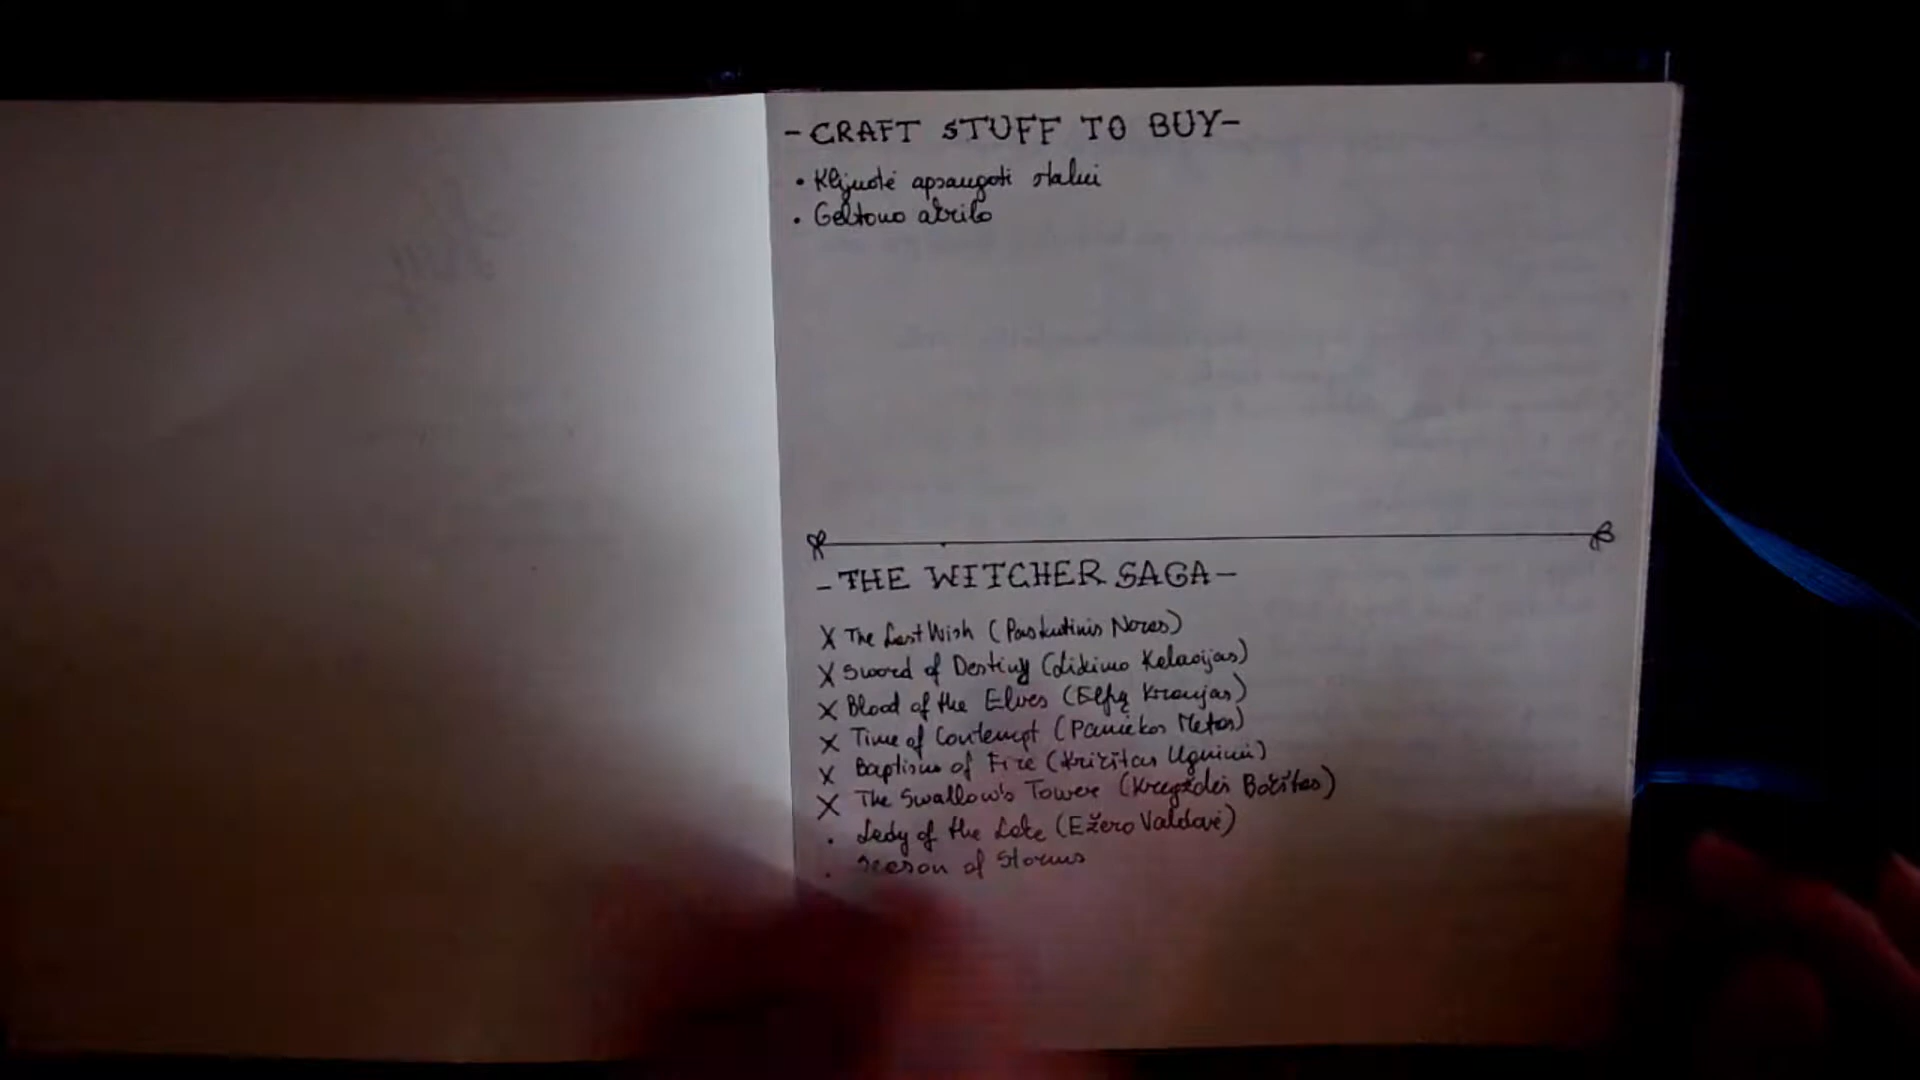 - CRAFT STUFF TO BUY -
• Klijuotė apsaugoti stalui
• Geltono akrilo
- THE WITCHER SAGA -
X The Last Wish (Paskutinis Noras)
X Sword of Destiny (Likimo Kalavijas)
X Blood of the Elves (Elfų Kraujas)
X Time of Contempt (Paniekos Metas)
X Baptism of Fire (Krikštas Ugnimi)
X The Swallow's Tower (Kregždės Bokštas)
• Lady of the Lake (Ežero Valdovė)
• Season of Storms